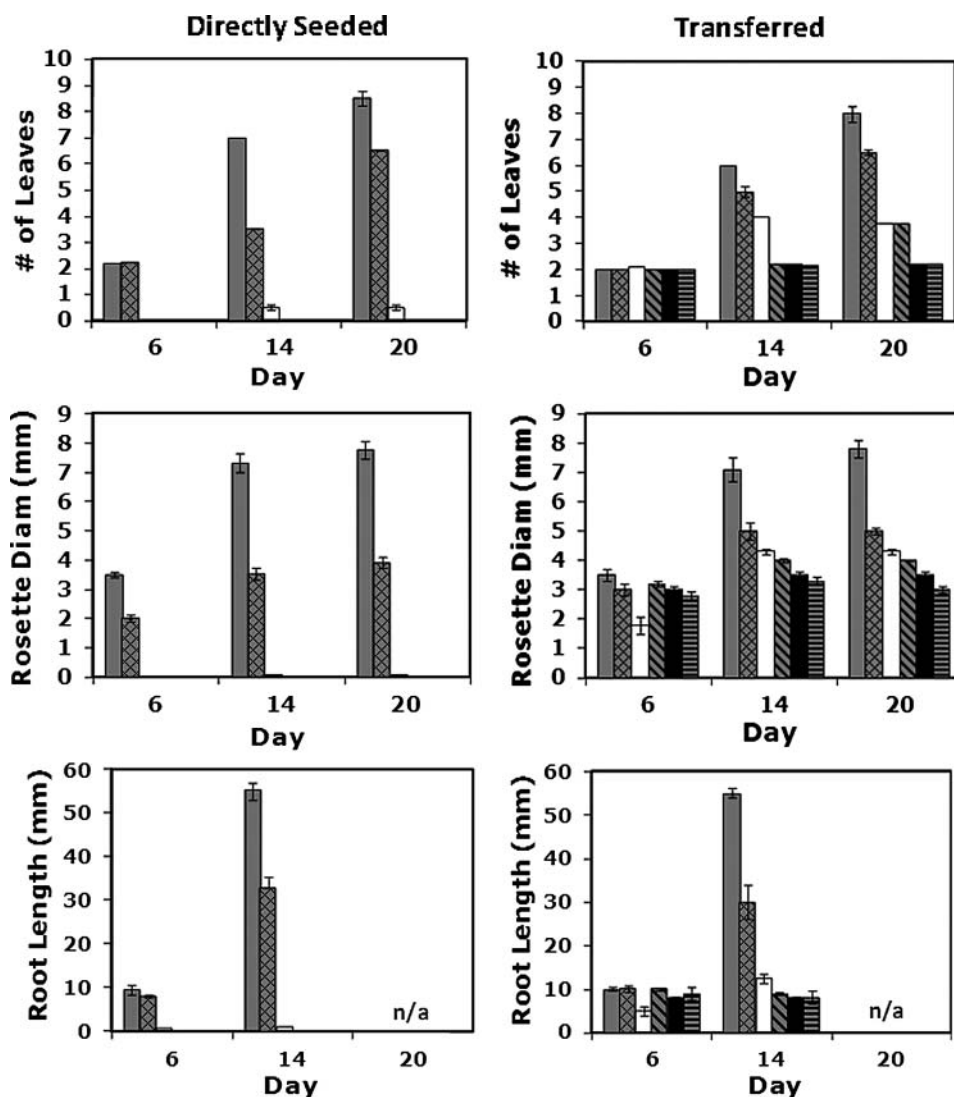 Directly Seeded
# of Leaves
10
9
8
7
6
5
4
3
2
1
0
6 14 20
Day
Transferred
# of Leaves
10
9
8
7
6
5
4
3
2
1
0
6 14 20
Day
Rosette Diam (mm)
9
8
7
6
5
4
3
2
1
0
6 14 20
Day
Rosette Diam (mm)
9
8
7
6
5
4
3
2
1
0
6 14 20
Day
Root Length (mm)
60
50
40
30
20
10
0
n/a
6 14 20
Day
Root Length (mm)
60
50
40
30
20
10
0
n/a
6 14 20
Day